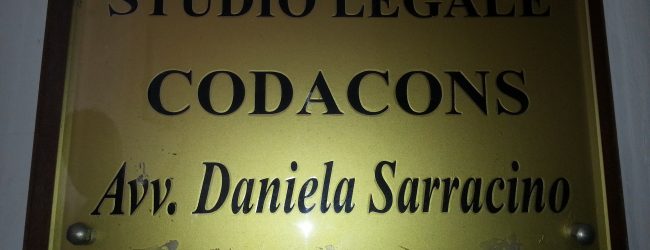 STUDIO LEGALE
CODACONS
Avv. Daniela Sarracino